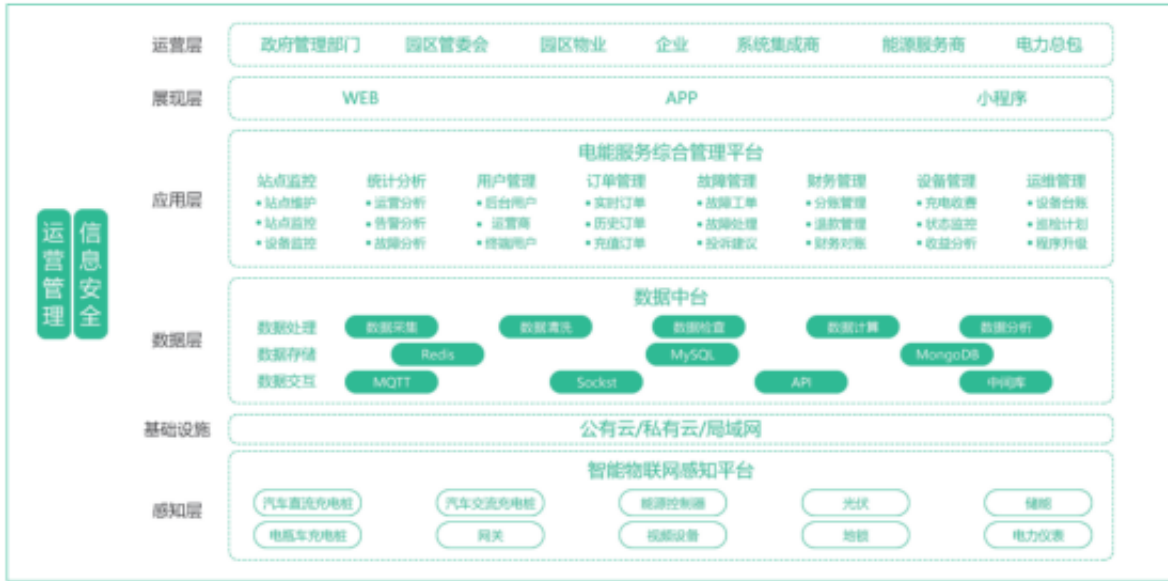 运营管理
信息安全
运营层 政府管理部门 园区管委会 园区物业 企业 系统集成商 能源服务商 电力总包
展现层 WEB APP 小程序
应用层
电能服务综合管理平台
站点监控 统计分析 用户管理 订单管理 故障管理 财务管理 设备管理 运维管理
•站点维护 •运营分析 •后台用户 •实时订单 •故障工单 •分账管理 •充电收费 •设备台账
•站点监控 •告警分析 •运营商 •历史订单 •故障处理 •退款管理 •状态监控 •巡检计划
•设备监控 •故障分析 •终端用户 •充值订单 •投诉建议 •财务对账 •收益分析 •程序升级
数据层
数据中台
数据处理 数据采集 数据清洗 数据检查 数据计算 数据分析
数据存储 Redis MySQL MongoDB
数据交互 MQTT Sockst API 中间库
基础设施 公有云/私有云/局域网
感知层
智能物联网感知平台
汽车直流充电桩 汽车交流充电桩 能源控制器 光伏 储能
电瓶车充电桩 网关 视频设备 地锁 电力仪表